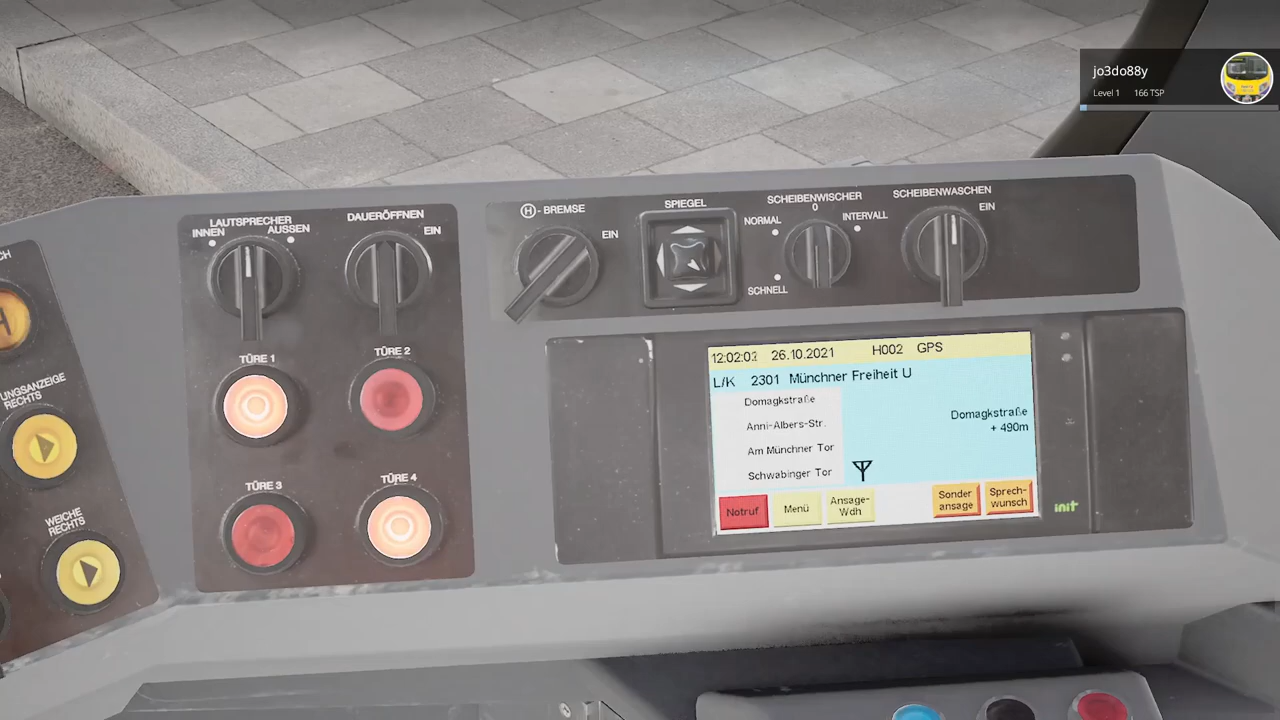 jo3do88y
Level 1 166 TSP
LAUTSPRECHER
INNEN AUSSEN
DAUERÖFFNEN
EIN
H - BREMSE
EIN
SPIEGEL
SCHEIBENWISCHER
0
NORMAL INTERVALL
SCHNELL
SCHEIBENWASCHEN
EIN
H
RECHTS
WEICHE
RECHTS
TÜRE 1 TÜRE 2
TÜRE 3 TÜRE 4
12:02:03 26.10.2021 H002 GPS
L/K 2301 Münchner Freiheit U
Domagkstraße
Anni-Albers-Str.
Am Münchner Tor
Schwabinger Tor
Domagkstraße
+ 490m
Notruf
Menü
Ansage-
Wdh
Sonder
ansage
Sprech-
wunsch
init